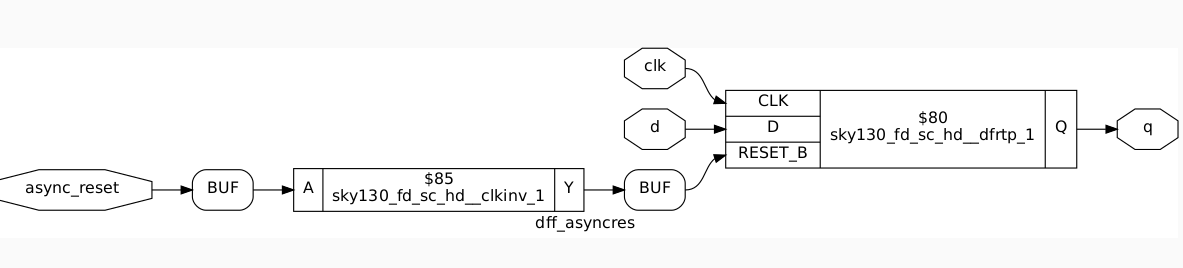 clk
CLK
$80
d
D
sky130_fd_sc_hd__dfrtp_1
Q
q
RESET_B
async_reset
BUF
A
$85
sky130_fd_sc_hd__clkinv_1
Y
BUF
dff_asyncres